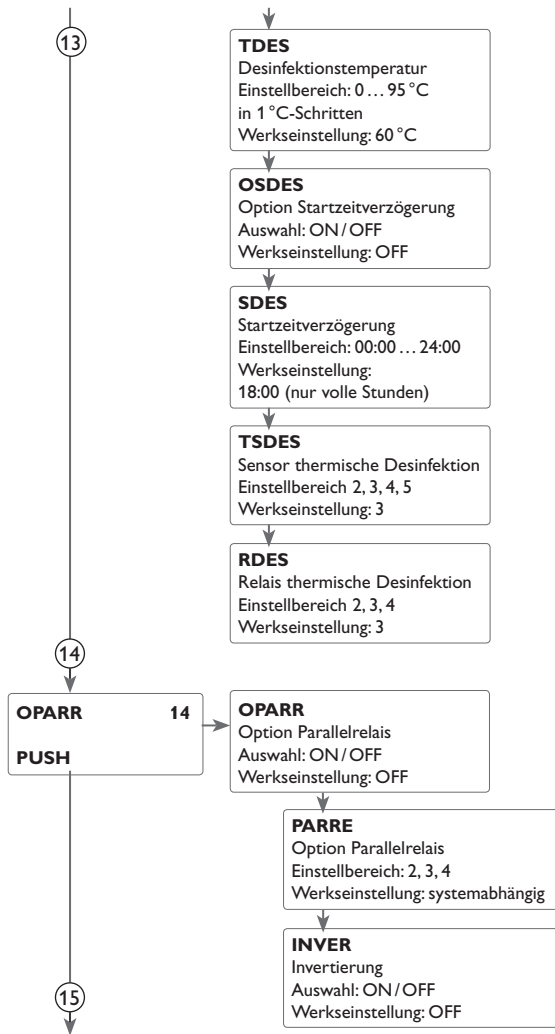 13
TDES
Desinfektionstemperatur
Einstellbereich: 0 … 95 °C
in 1 °C-Schritten
Werkseinstellung: 60 °C
OSDES
Option Startzeitverzögerung
Auswahl: ON / OFF
Werkseinstellung: OFF
SDES
Startzeitverzögerung
Einstellbereich: 00:00 … 24:00
Werkseinstellung:
18:00 (nur volle Stunden)
TSDES
Sensor thermische Desinfektion
Einstellbereich 2, 3, 4, 5
Werkseinstellung: 3
RDES
Relais thermische Desinfektion
Einstellbereich 2, 3, 4
Werkseinstellung: 3
14
OPARR 14
PUSH
OPARR
Option Parallelrelais
Auswahl: ON / OFF
Werkseinstellung: OFF
PARRE
Option Parallelrelais
Einstellbereich: 2, 3, 4
Werkseinstellung: systemabhängig
INVER
Invertierung
Auswahl: ON / OFF
Werkseinstellung: OFF
15